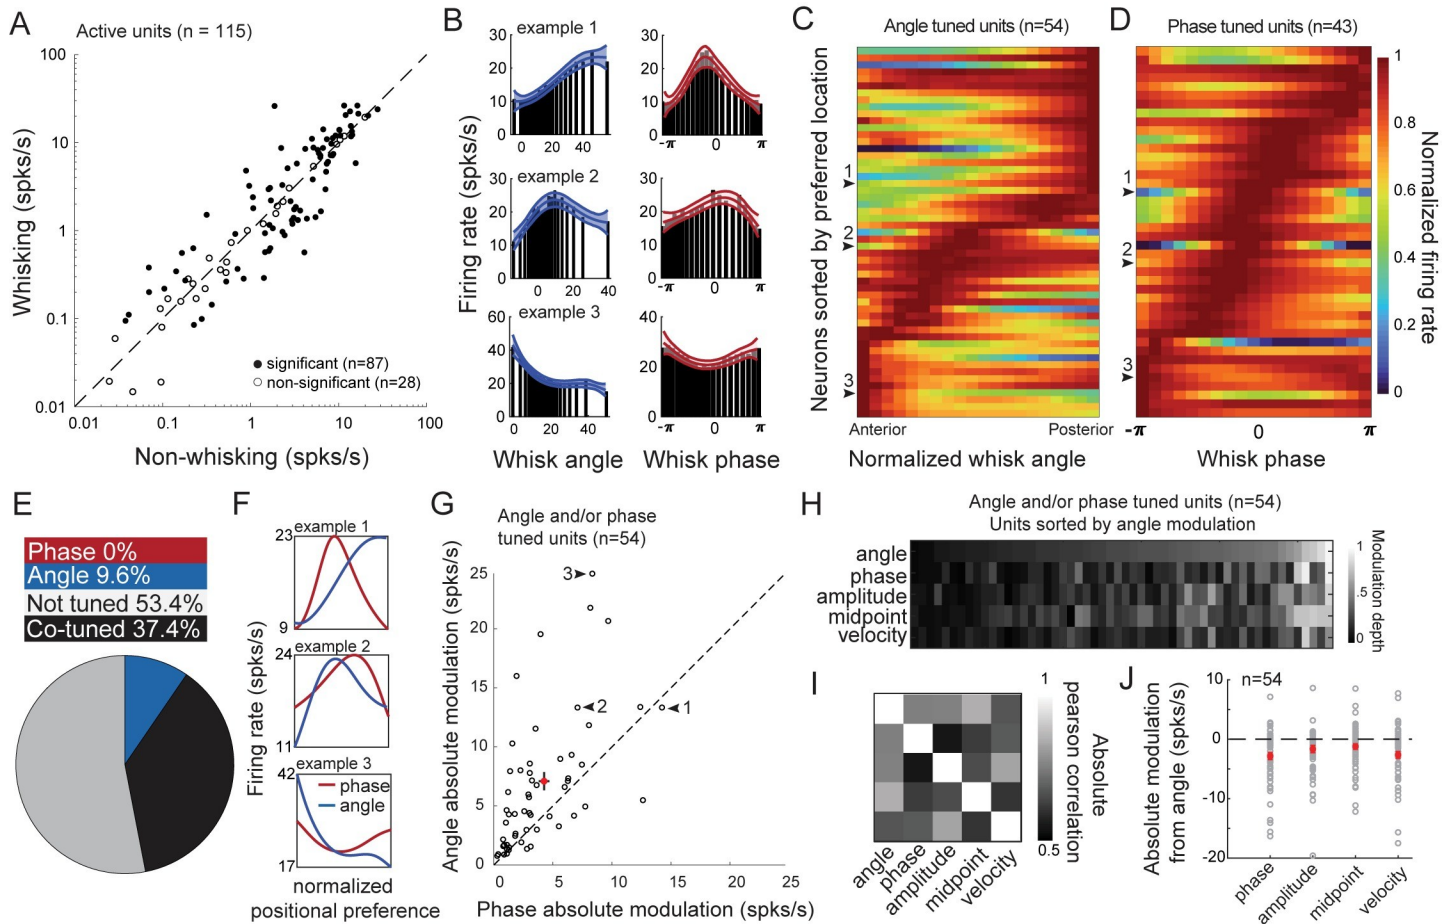 A
Active units (n = 115)
Whisking (spks/s)
100
10
1
0.1
0.01
significant (n=87)
non-significant (n=28)
0.01 0.1 1 10 100
Non-whisking (spks/s)
B
Firing rate (spks/s)
example 1
30
20
10
0
0 20 40
30
20
10
0
-π 0 π
example 2
30
20
10
0
0 20 40
30
20
10
0
-π 0 π
example 3
60
40
20
0
0 20 40
40
20
0
-π 0 π
Whisk angle
Whisk phase
C
Angle tuned units (n=54)
Neurons sorted by preferred location
1
2
3
Anterior Posterior
Normalized whisk angle
D
Phase tuned units (n=43)
1
2
3
-π 0 π
Whisk phase
1
0.8
0.6
0.4
0.2
0
Normalized firing rate
E
Phase 0%
Angle 9.6%
Not tuned 53.4%
Co-tuned 37.4%
F
Firing rate (spks/s)
example 1
23
9
example 2
24
11
example 3
42
17
phase
angle
normalized
positional preference
G
Angle and/or phase
tuned units (n=54)
Angle absolute modulation (spks/s)
25
20
15
10
5
0
3
2
1
0 5 10 15 20 25
Phase absolute modulation (spks/s)
H
Angle and/or phase tuned units (n=54)
Units sorted by angle modulation
angle
phase
amplitude
midpoint
velocity
1
.5
0
Modulation depth
I
angle
phase
amplitude
midpoint
velocity
1
0.5
Absolute
pearson correlation
J
n=54
Absolute modulation
from angle (spks/s)
10
0
-10
-20
phase
amplitude
midpoint
velocity